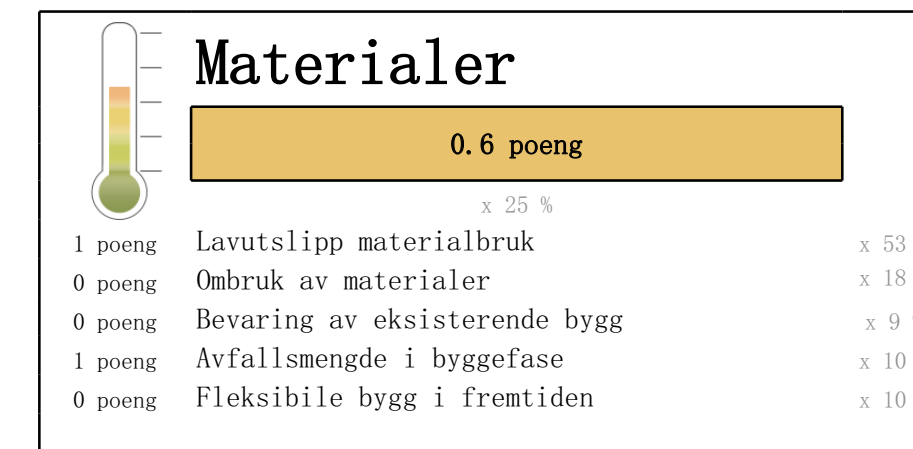 Materialer
0.6 poeng
x 25 %
1 poeng Lavutslipp materialbruk x 53
0 poeng Ombruk av materialer x 18
0 poeng Bevaring av eksisterende bygg x 9
1 poeng Avfallsmengde i byggefase x 10
0 poeng Fleksibile bygg i fremtiden x 10